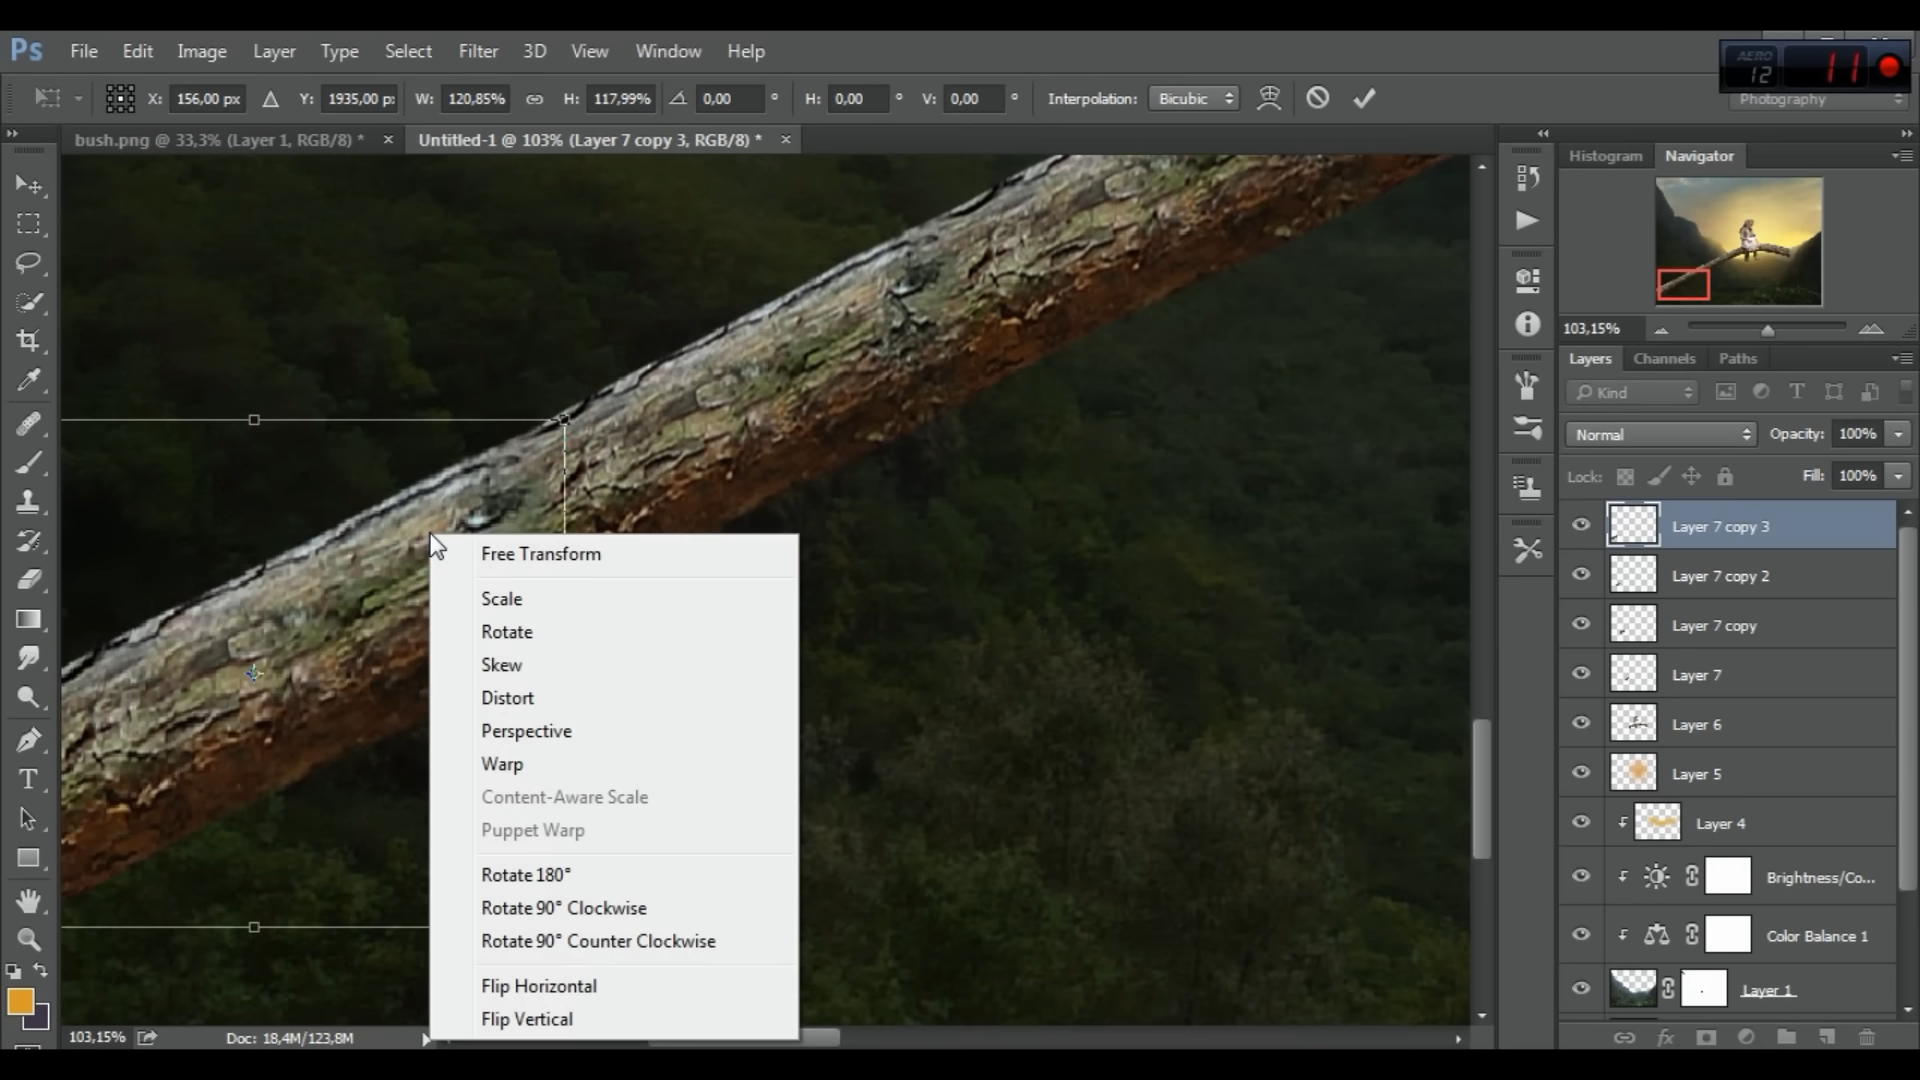 Ps File Edit Image Layer Type Select Filter 3D View Window Help
AERO 12 11
X: 156,00 px Y: 1935,00 p: W: 120,85% H: 117,99% 0,00 ° H: 0,00 ° V: 0,00 ° Interpolation: Bicubic Photography
bush.png @ 33,3% (Layer 1, RGB/8) * × Untitled-1 @ 103% (Layer 7 copy 3, RGB/8) * ×
Histogram Navigator
103,15%
Layers Channels Paths
Kind
Normal Opacity: 100%
Lock: Fill: 100%
Layer 7 copy 3
Layer 7 copy 2
Layer 7 copy
Layer 7
Layer 6
Layer 5
Layer 4
Brightness/Co...
Color Balance 1
Layer 1
fx
Free Transform
Scale
Rotate
Skew
Distort
Perspective
Warp
Content-Aware Scale
Puppet Warp
Rotate 180°
Rotate 90° Clockwise
Rotate 90° Counter Clockwise
Flip Horizontal
Flip Vertical
103,15% Doc: 18,4M/123,8M